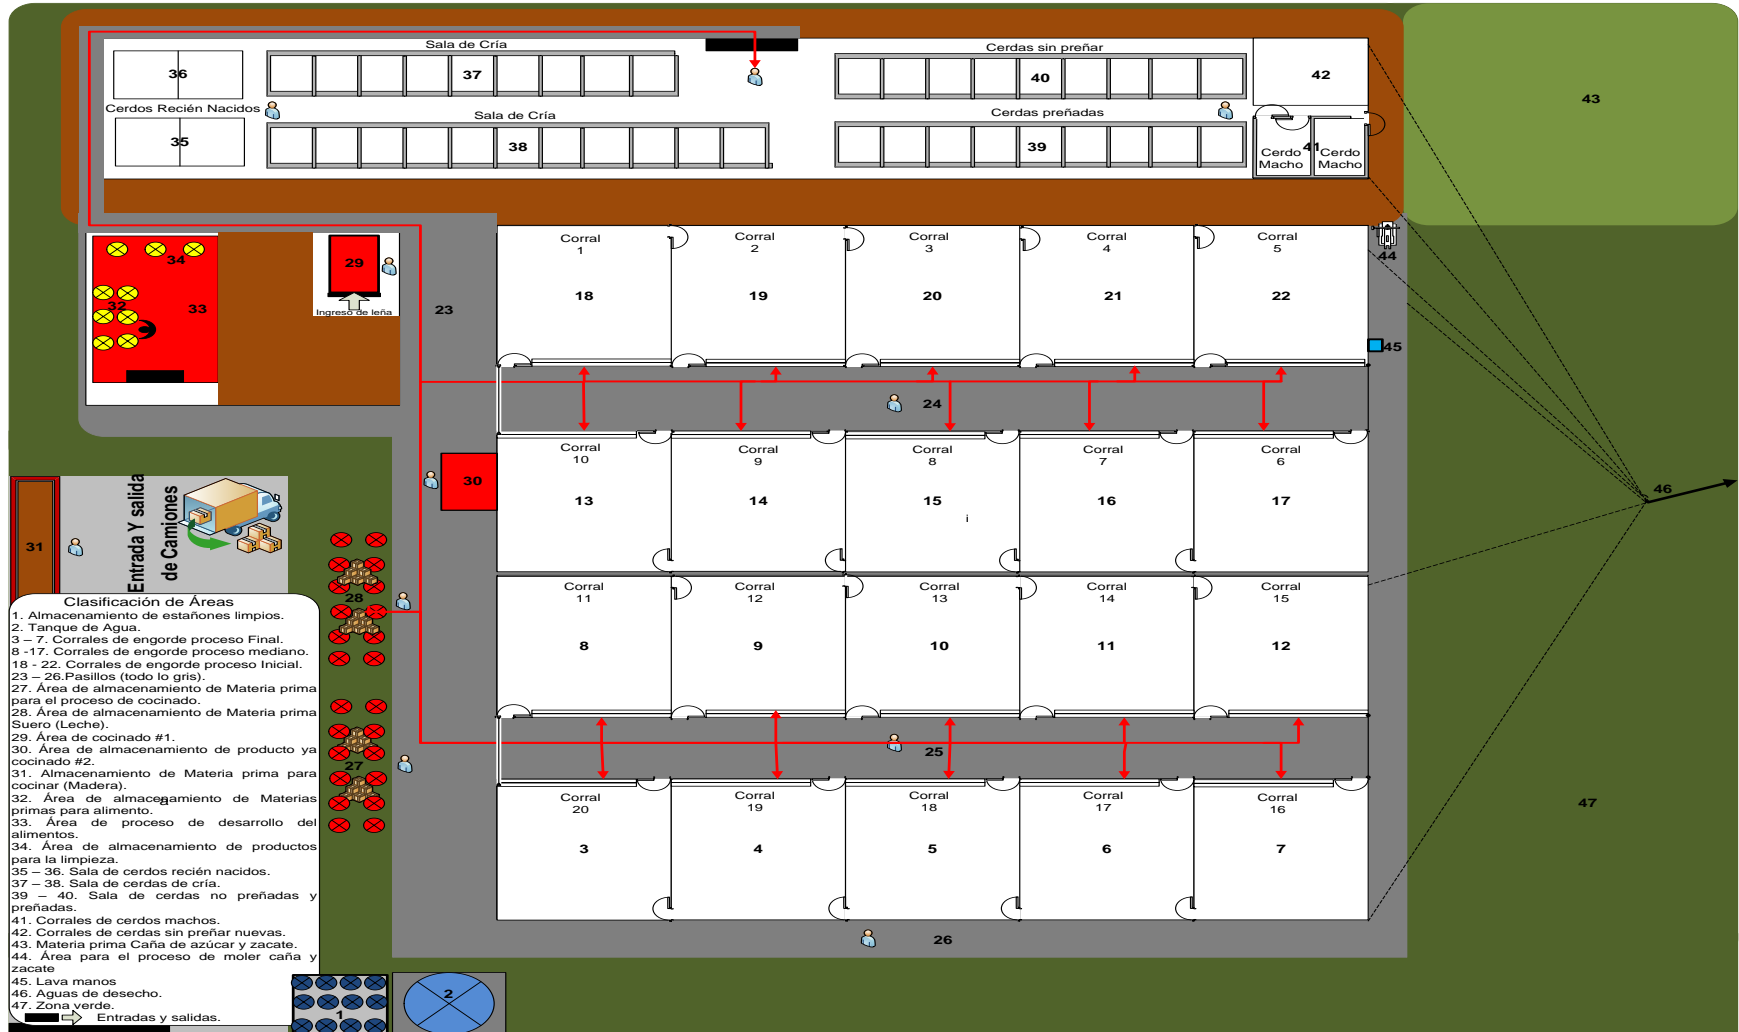 Sala de Cría
Cerdas sin preñar
36
37
40
42
43
Cerdos Recién Nacidos
Sala de Cría
Cerdas preñadas
35
38
39
41
Cerdo
Macho
Cerdo
Macho
34
29
32
33
Ingreso de leña
23
Corral
1
18
Corral
2
19
Corral
3
20
Corral
4
21
Corral
5
22
44
45
24
30
Corral
10
13
Corral
9
14
Corral
8
15
i
Corral
7
16
Corral
6
17
46
31
Entrada Y salida
de Camiones
28
27
Corral
11
8
Corral
12
9
Corral
13
10
Corral
14
11
Corral
15
12
25
Corral
20
3
Corral
19
4
Corral
18
5
Corral
17
6
Corral
16
7
47
26
Clasificación de Áreas
1. Almacenamiento de estañones limpios.
2. Tanque de Agua.
3 – 7. Corrales de engorde proceso Final.
8 -17. Corrales de engorde proceso mediano.
18 - 22. Corrales de engorde proceso Inicial.
23 – 26.Pasillos (todo lo gris).
27. Área de almacenamiento de Materia prima
para el proceso de cocinado.
28. Área de almacenamiento de Materia prima
Suero (Leche).
29. Área de cocinado #1.
30. Área de almacenamiento de producto ya
cocinado #2.
31. Almacenamiento de Materia prima para
cocinar (Madera).
32. Área de almacenamiento de Materias
primas para alimento.
33. Área de proceso de desarrollo del
alimentos.
34. Área de almacenamiento de productos
para la limpieza.
35 – 36. Sala de cerdos recién nacidos.
37 – 38. Sala de cerdas de cría.
39 – 40. Sala de cerdas no preñadas y
preñadas.
41. Corrales de cerdos machos.
42. Corrales de cerdas sin preñar nuevas.
43. Materia prima Caña de azúcar y zacate.
44. Área para el proceso de moler caña y
zacate
45. Lava manos
46. Aguas de desecho.
47. Zona verde.
Entradas y salidas.
1
2